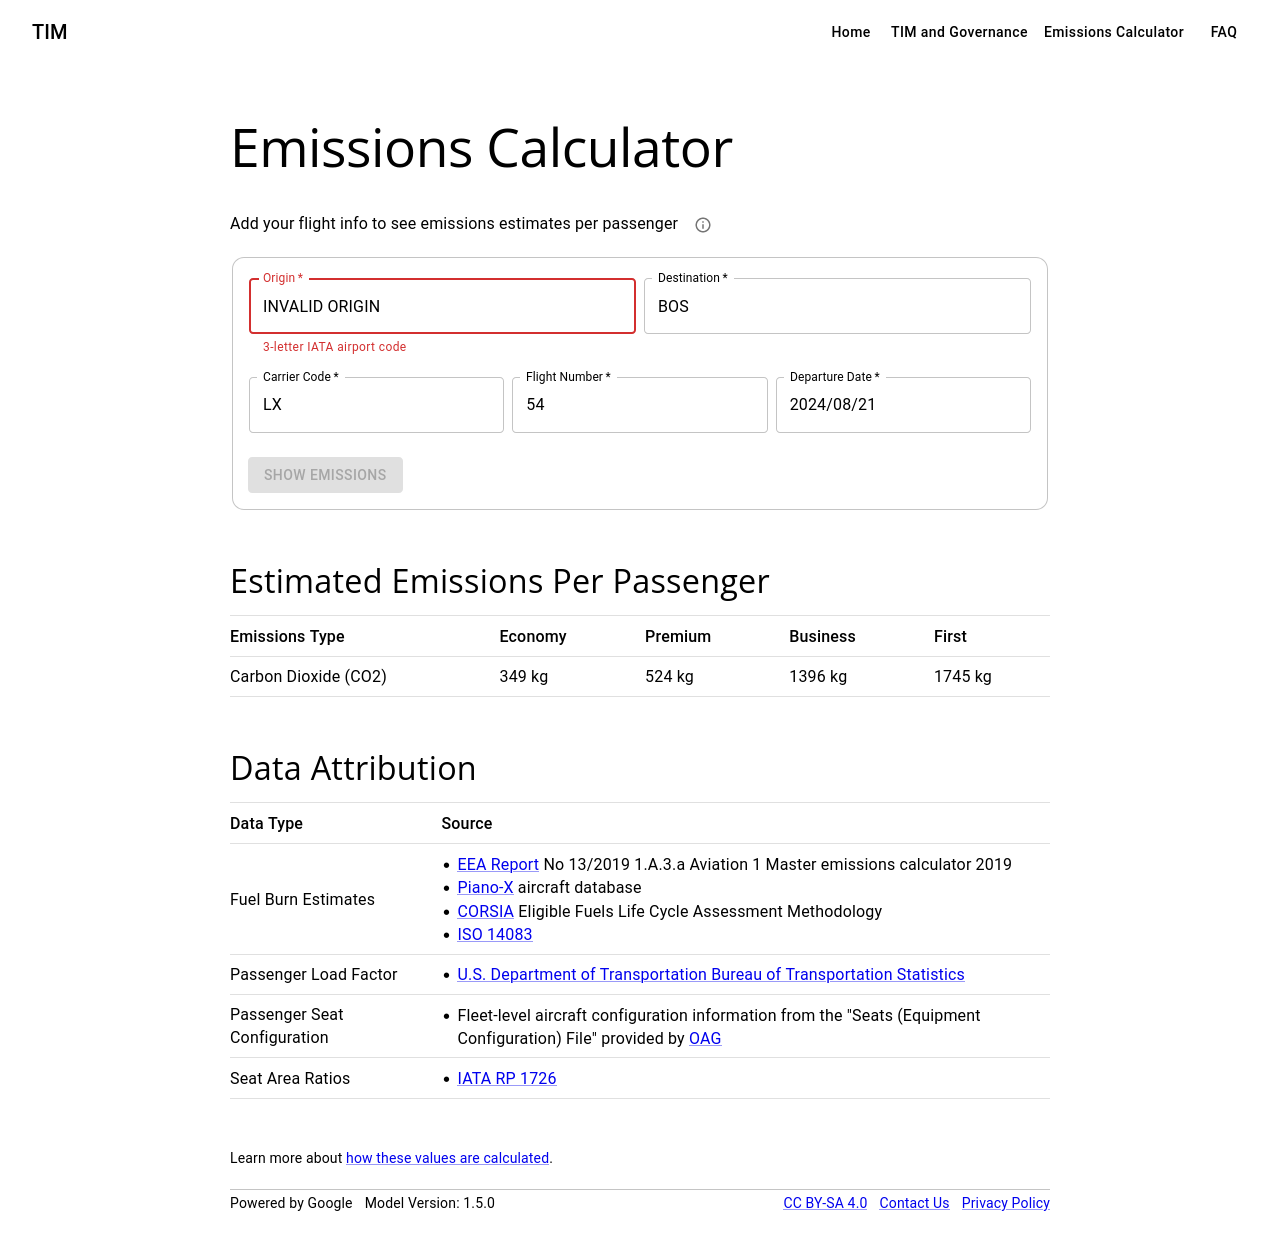 TIM
Home TIM and Governance Emissions Calculator FAQ
Emissions Calculator
Add your flight info to see emissions estimates per passenger
Origin * Destination *
INVALID ORIGIN BOS
3-letter IATA airport code
Carrier Code * Flight Number * Departure Date *
LX 54 2024/08/21
SHOW EMISSIONS
Estimated Emissions Per Passenger
Emissions Type Economy Premium Business First
Carbon Dioxide (CO2) 349 kg 524 kg 1396 kg 1745 kg
Data Attribution
Data Type Source
Fuel Burn Estimates
• EEA Report No 13/2019 1.A.3.a Aviation 1 Master emissions calculator 2019
• Piano-X aircraft database
• CORSIA Eligible Fuels Life Cycle Assessment Methodology
• ISO 14083
Passenger Load Factor • U.S. Department of Transportation Bureau of Transportation Statistics
Passenger Seat
Configuration
• Fleet-level aircraft configuration information from the "Seats (Equipment
Configuration) File" provided by OAG
Seat Area Ratios • IATA RP 1726
Learn more about how these values are calculated.
Powered by Google Model Version: 1.5.0 CC BY-SA 4.0 Contact Us Privacy Policy